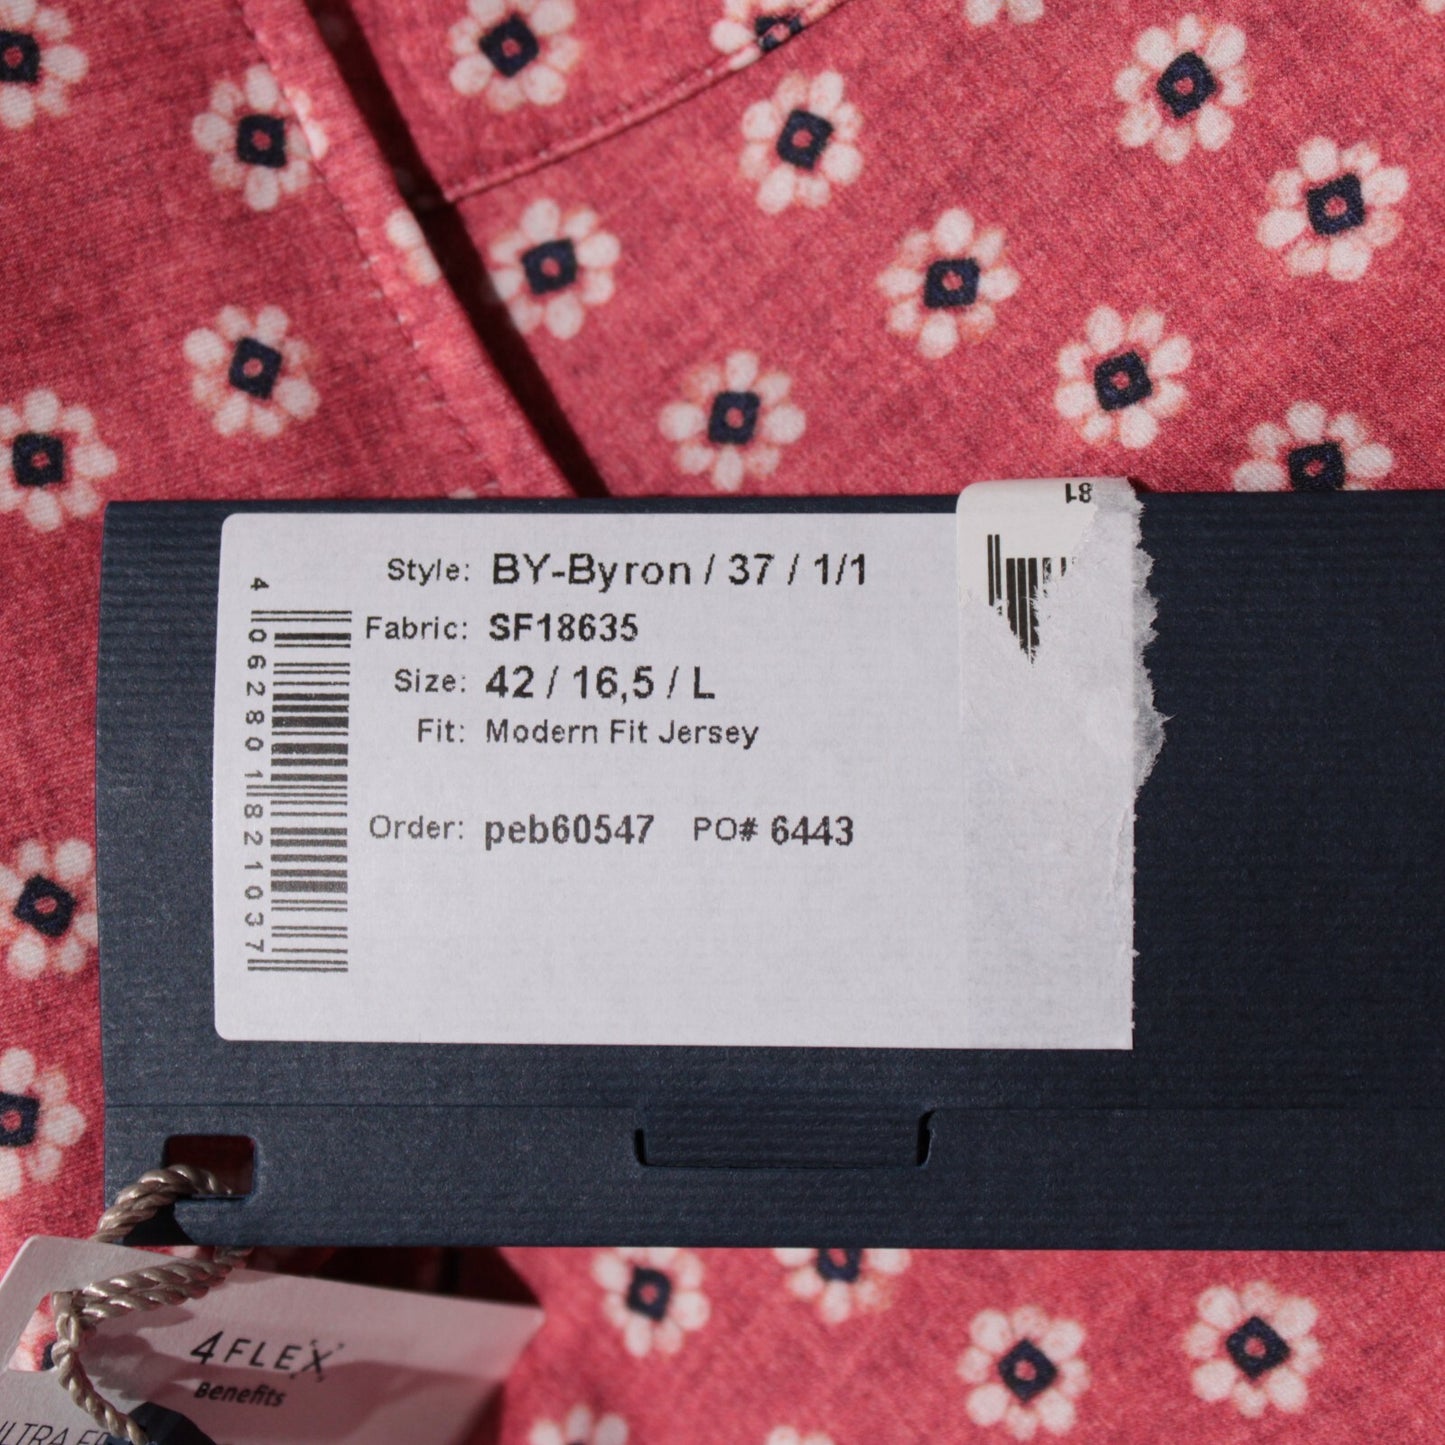 81
Style: BY-Byron / 37 / 1/1
Fabric: SF18635
Size: 42 / 16,5 / L
Fit: Modern Fit Jersey
Order: peb60547 PO# 6443
4 062801 821037
4FLEX
Benefits
ULTRA